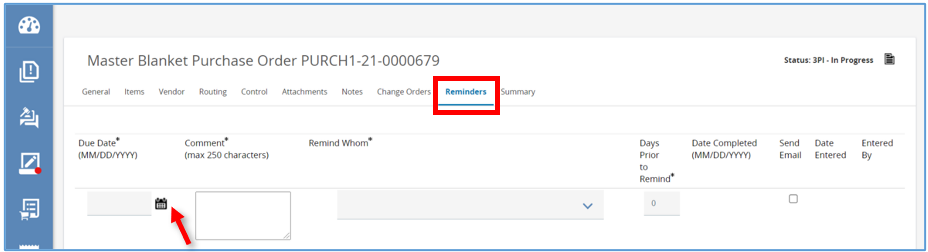 Master Blanket Purchase Order PURCH1-21-0000679
Status: 3PI - In Progress
General Items Vendor Routing Control Attachments Notes Change Orders Reminders Summary
Due Date* Comment* Remind Whom* Days Date Completed Send Date Entered
(MM/DD/YYYY) (max 250 characters) Prior (MM/DD/YYYY) Email Entered By
to
Remind*
0